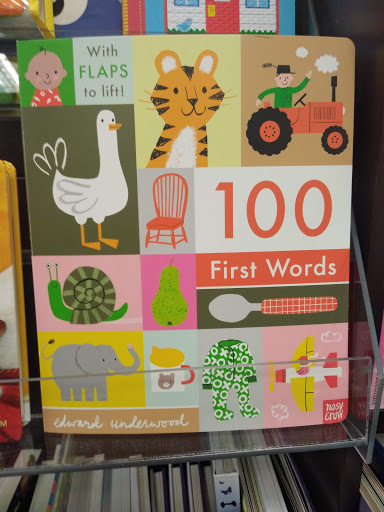 With
FLAPS
to lift!
100
First Words
edward underwood
nosy
crow